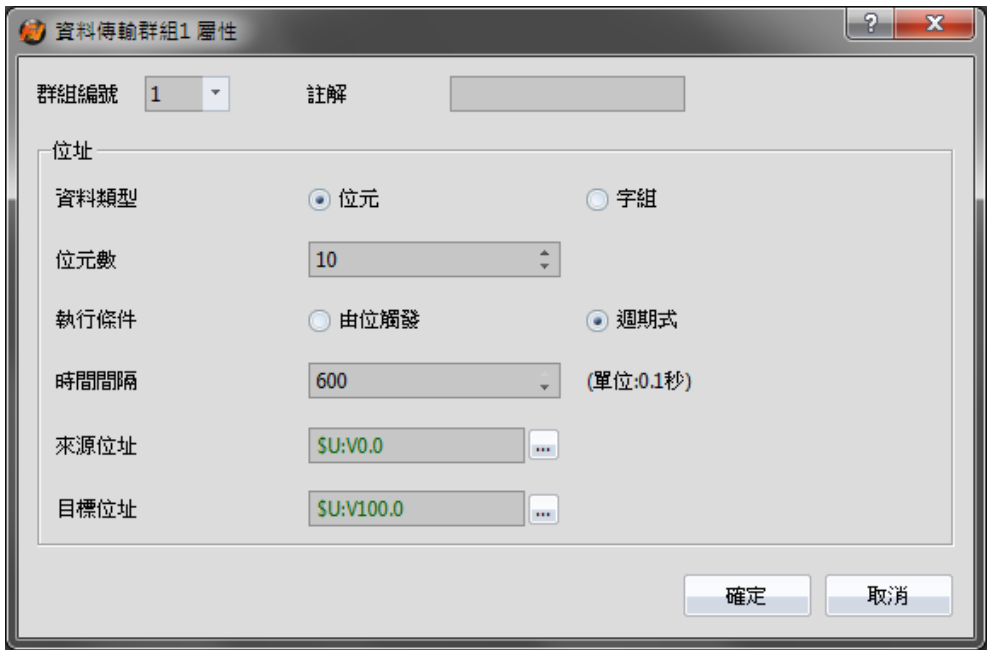 資料傳輸群組1 屬性
群組編號 1 註解
位址
資料類型 位元 字組
位元數 10
執行條件 由位觸發 週期式
時間間隔 600 (單位:0.1秒)
來源位址 $U:V0.0 ...
目標位址 $U:V100.0 ...
確定 取消